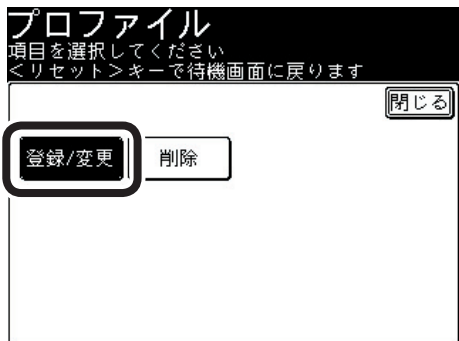 プロファイル
項目を選択してください
＜リセット＞キーで待機画面に戻ります
閉じる
登録/変更 削除